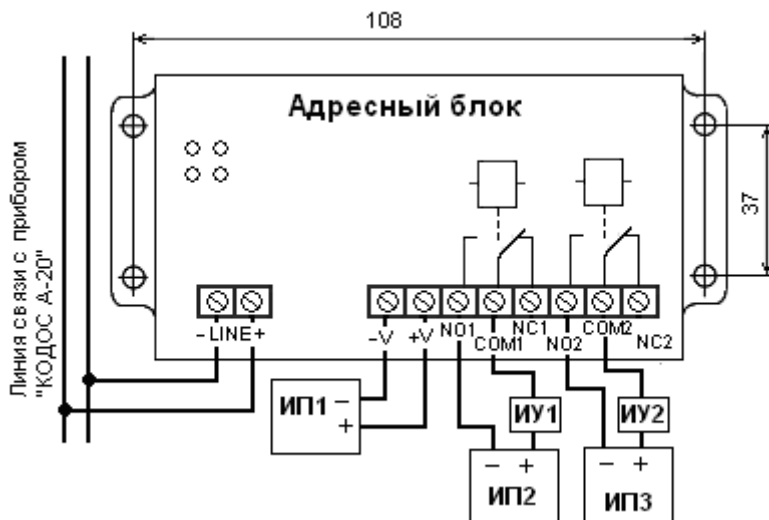 108
Адресный блок
Линия связи с прибором
"КОДОС А-20"
37
- LINE +
-V
+V
NO1
COM1
NC1
NO2
COM2
NC2
ИП1
-
+
ИУ1
ИУ2
- +
ИП2
- +
ИП3